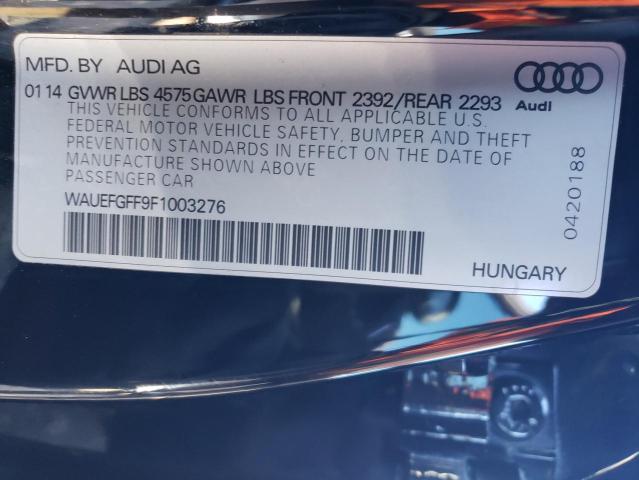 MFD. BY AUDI AG
01 14 GVWR LBS 4575 GAWR LBS FRONT 2392/REAR 2293
Audi
THIS VEHICLE CONFORMS TO ALL APPLICABLE U.S.
FEDERAL MOTOR VEHICLE SAFETY, BUMPER AND THEFT
PREVENTION STANDARDS IN EFFECT ON THE DATE OF
MANUFACTURE SHOWN ABOVE
PASSENGER CAR
WAUEFGFF9F1003276
0420188
HUNGARY